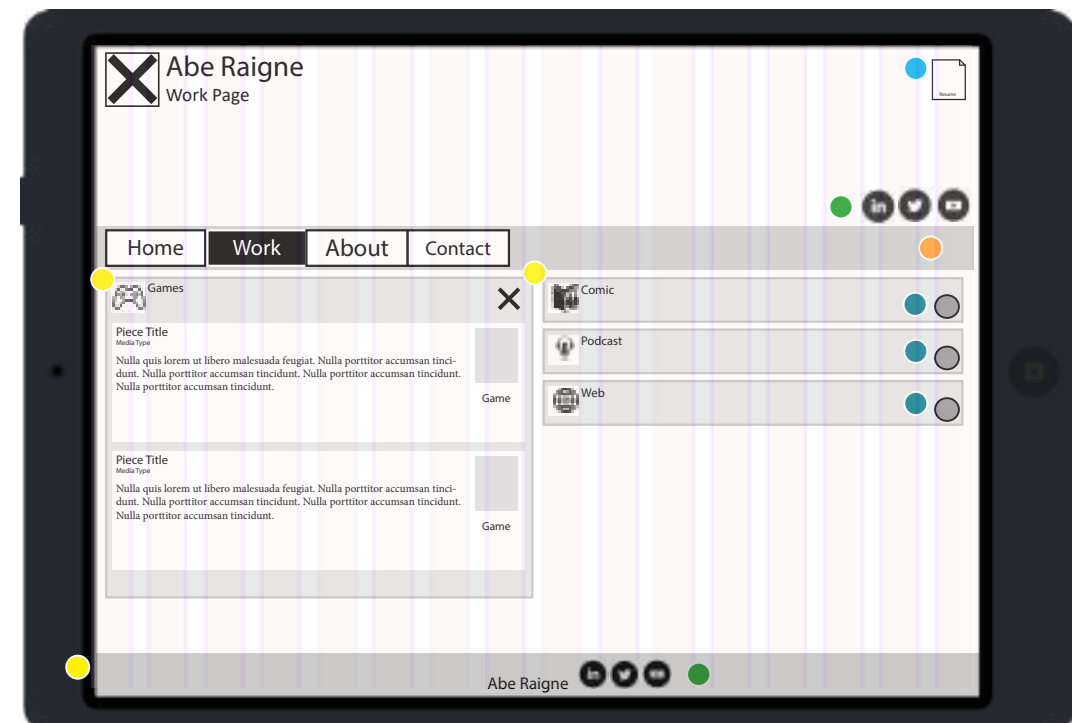 Abe Raigne
Work Page
Resume
in
Home
Work
About
Contact
Games
Piece Title
Media Type
Nulla quis lorem ut libero malesuada feugiat. Nulla porttitor accumsan tinci-
dunt. Nulla porttitor accumsan tincidunt. Nulla porttitor accumsan tincidunt.
Nulla porttitor accumsan tincidunt.
Game
Piece Title
Media Type
Nulla quis lorem ut libero malesuada feugiat. Nulla porttitor accumsan tinci-
dunt. Nulla porttitor accumsan tincidunt. Nulla porttitor accumsan tincidunt.
Nulla porttitor accumsan tincidunt.
Game
Comic
Podcast
Web
Abe Raigne
in